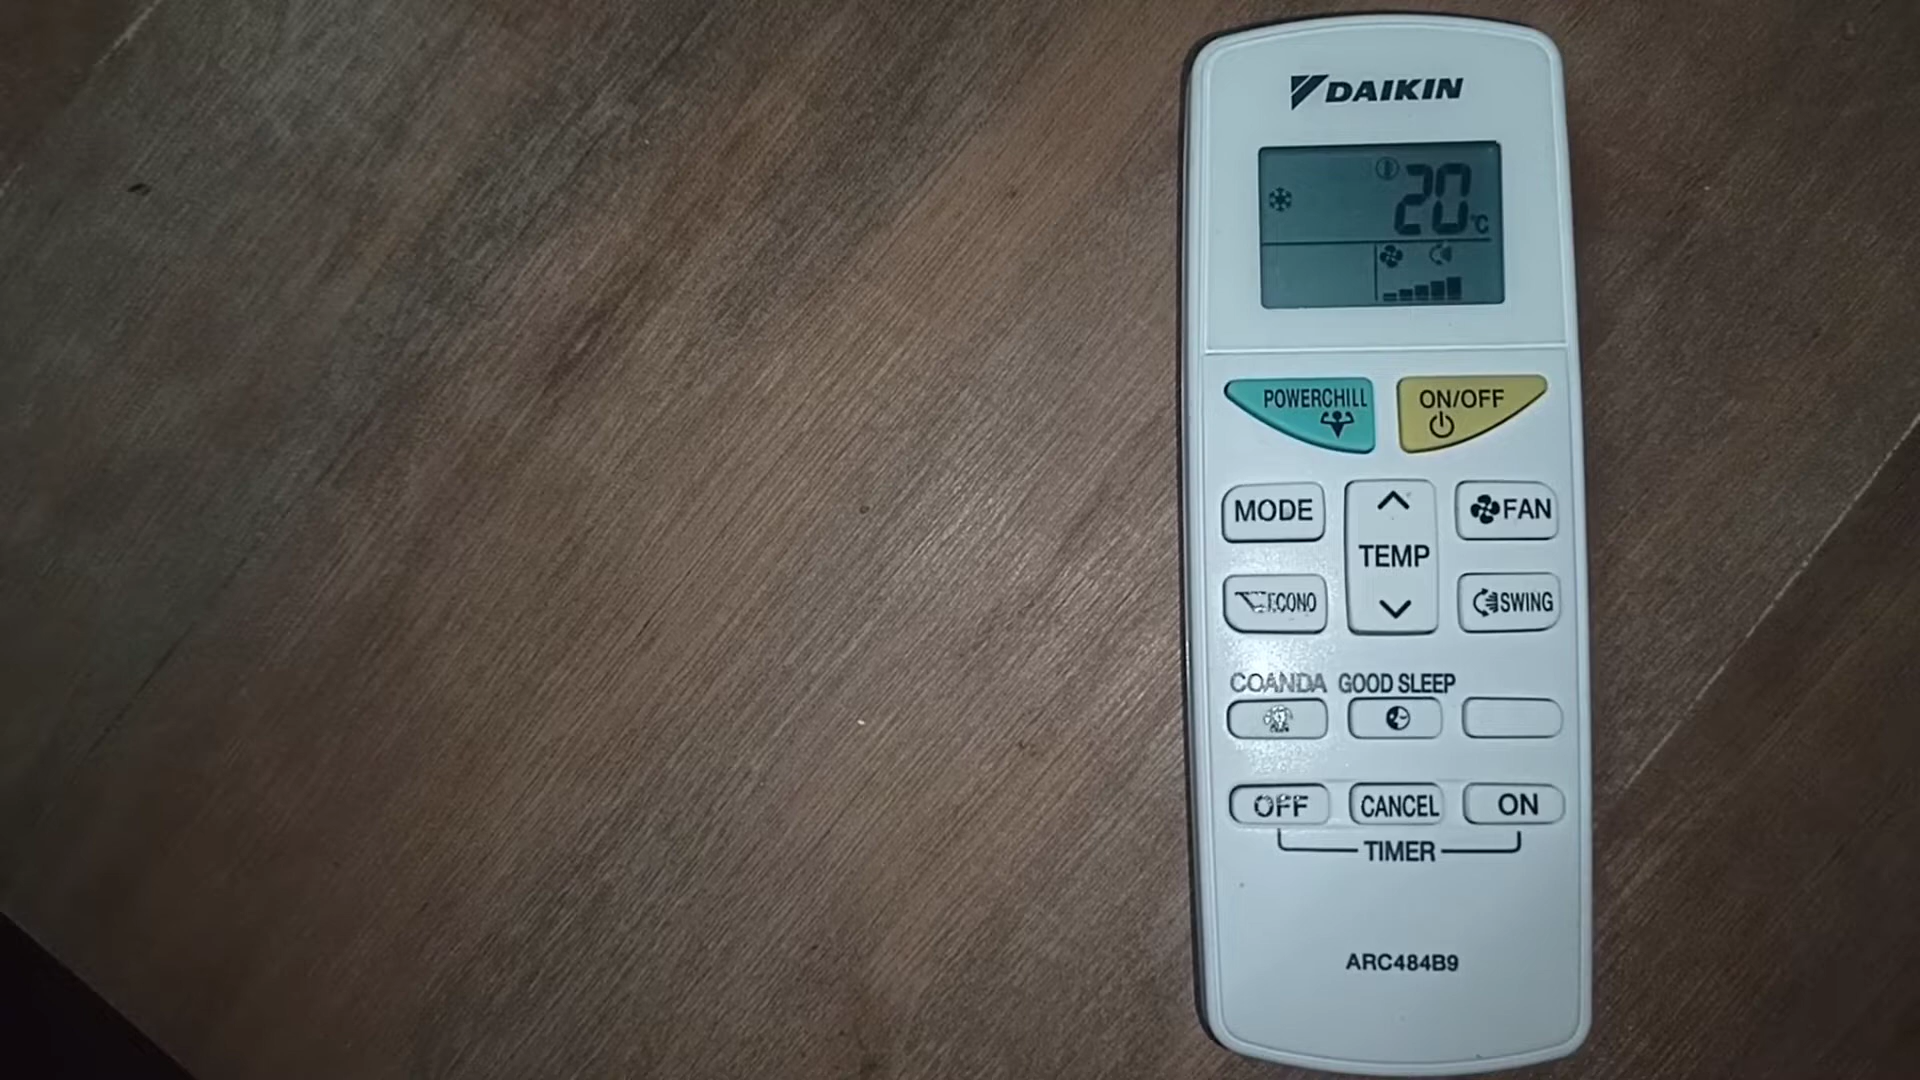 DAIKIN
20°C
POWERCHILL ON/OFF
MODE TEMP FAN
ECONO SWING
COANDA GOOD SLEEP
OFF CANCEL ON
TIMER
ARC484B9